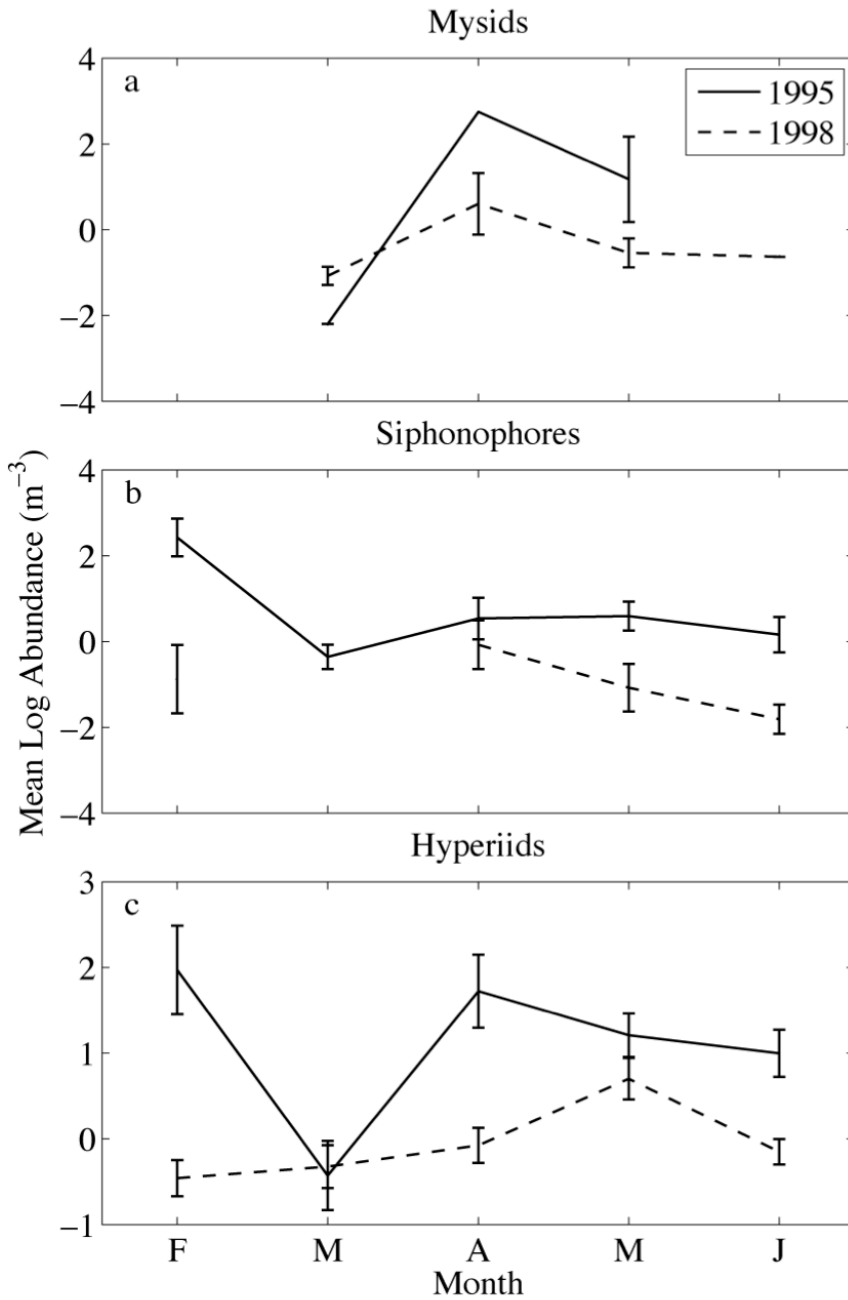 Mysids
a
1995
1998
4
2
0
−2
−4
Siphonophores
b
4
2
0
−2
−4
Mean Log Abundance (m⁻³)
Hyperiids
c
3
2
1
0
−1
F M A M J
Month